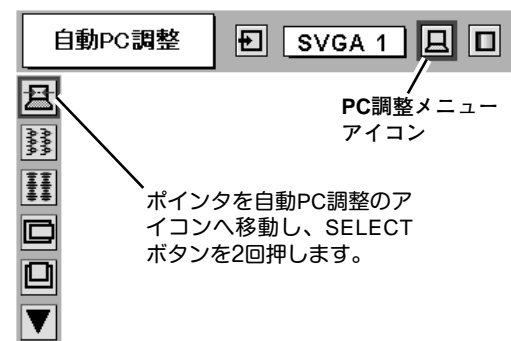 自動PC調整
SVGA 1
PC調整メニュー
アイコン
ポインタを自動PC調整のア
イコンへ移動し、SELECT
ボタンを2回押します。